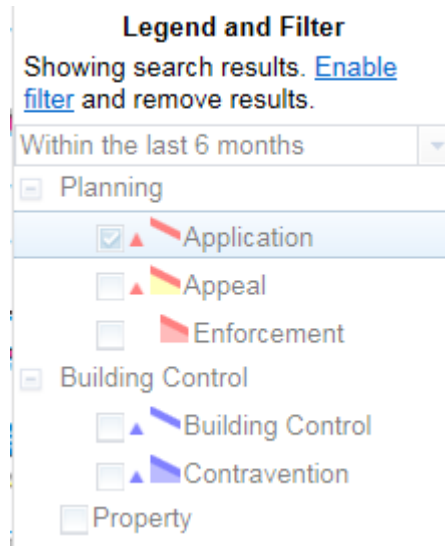 Legend and Filter
Showing search results. Enable
filter and remove results.
Within the last 6 months
Planning
Application
Appeal
Enforcement
Building Control
Building Control
Contravention
Property